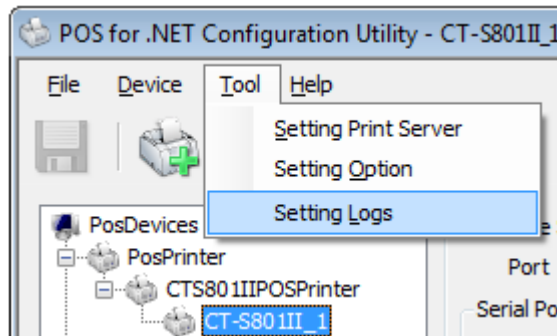 POS for .NET Configuration Utility - CT-S801II_1
File Device Tool Help
Setting Print Server
Setting Option
Setting Logs
PosDevices
PosPrinter
Port
CTS801IIPOSPrinter
Serial Po
CT-S801II_1